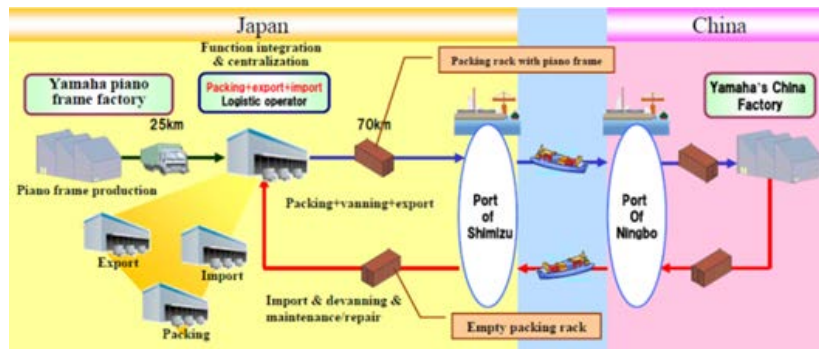 Japan
China
Function integration
& centralization
Packing rack with piano frame
Yamaha piano
frame factory
Packing+export+import
Logistic operator
Yamaha's China
Factory
25km
70km
Piano frame production
Packing+vanning+export
Port
of
Shimizu
Port
Of
Ningbo
Export
Import
Packing
Import & devanning &
maintenance/repair
Empty packing rack